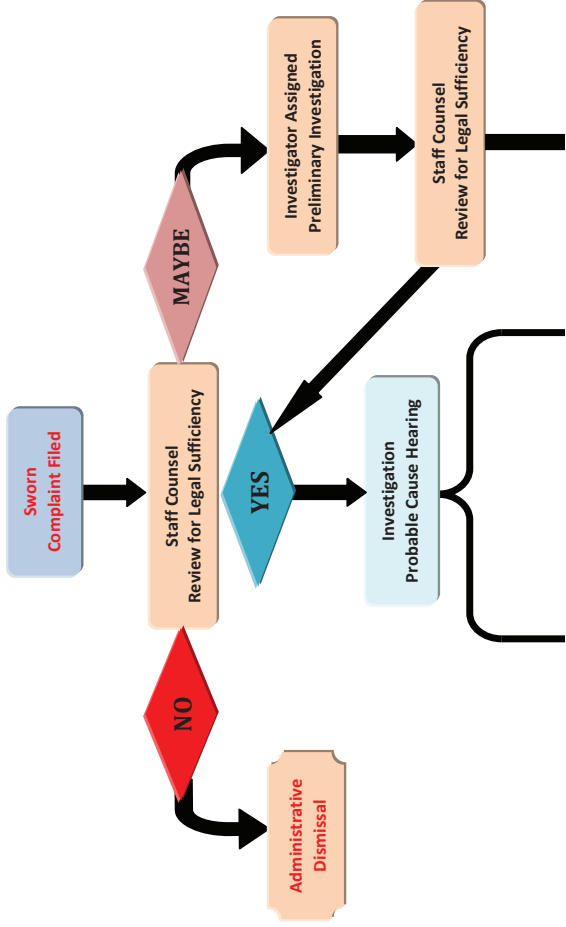 Sworn
Complaint Filed
Staff Counsel
Review for Legal Sufficiency
NO
YES
MAYBE
Administrative
Dismissal
Investigation
Probable Cause Hearing
Investigator Assigned
Preliminary Investigation
Staff Counsel
Review for Legal Sufficiency